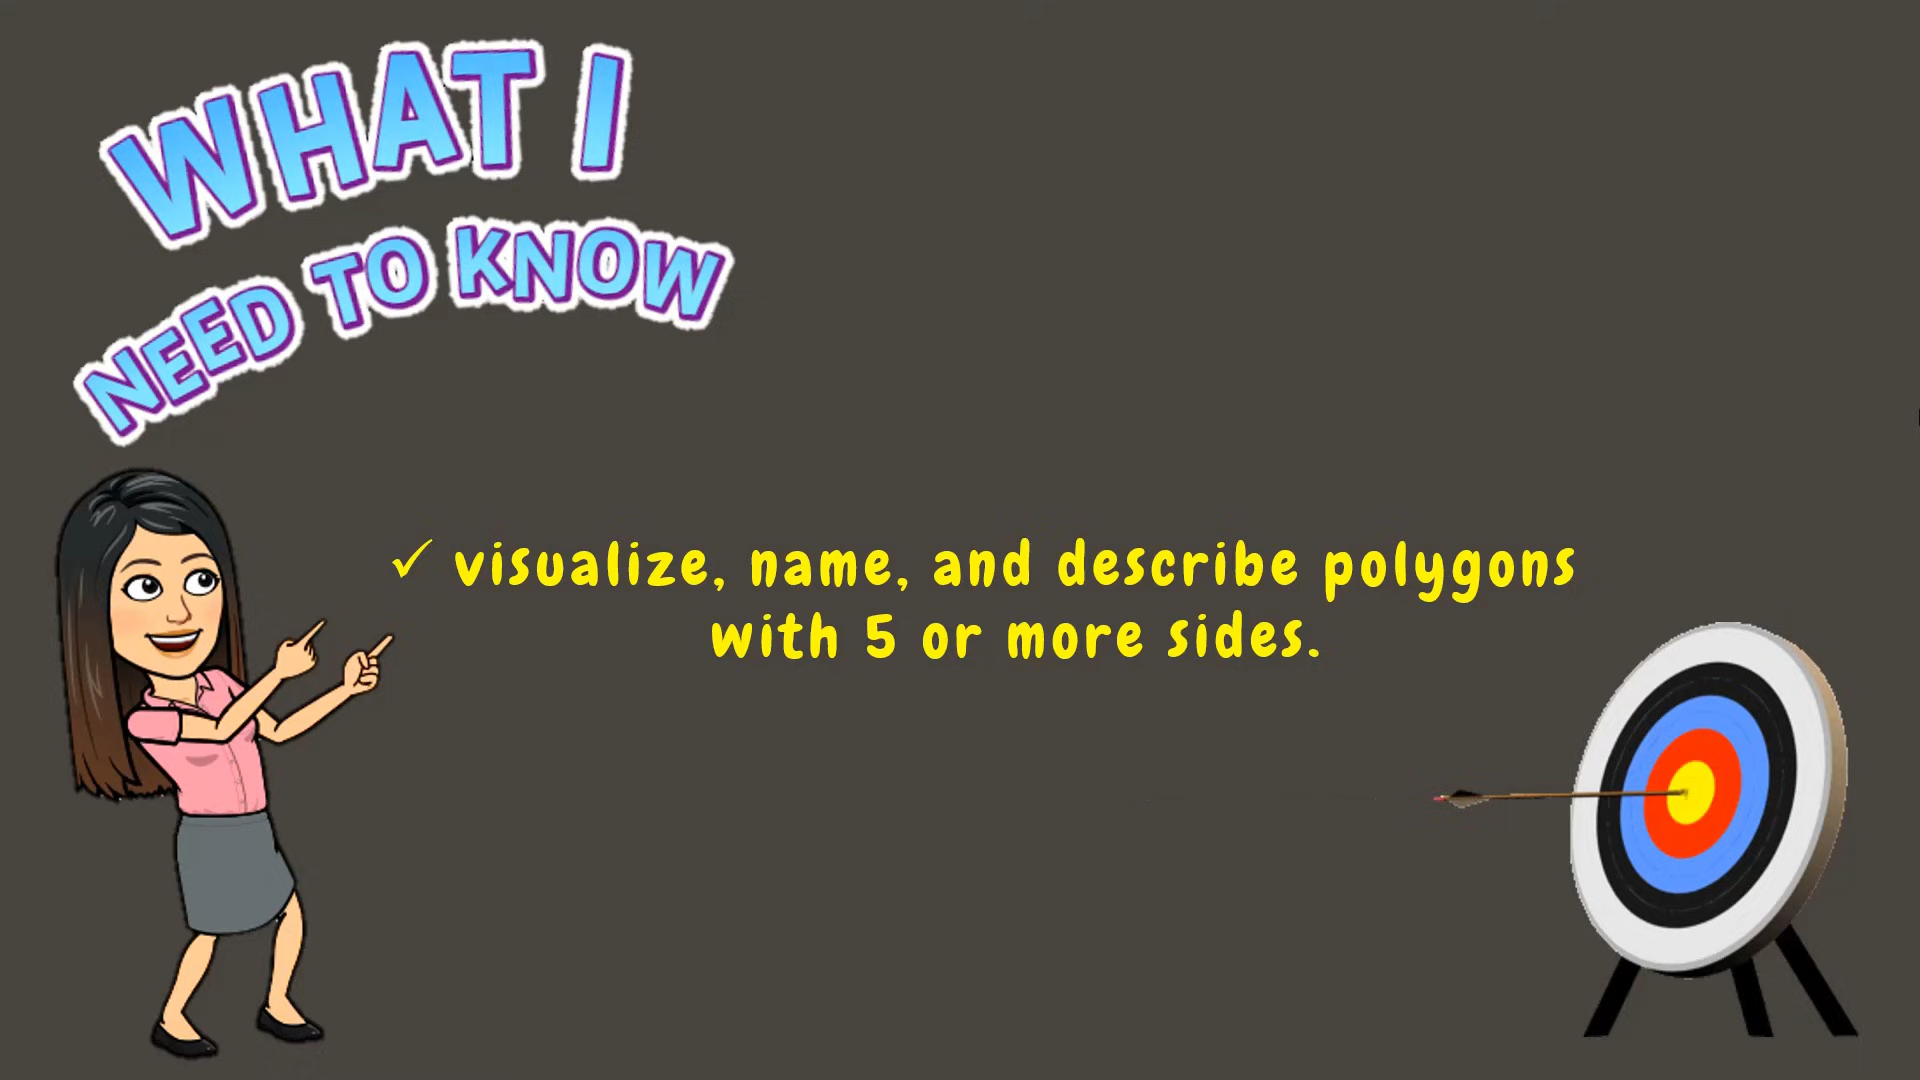 WHAT I
NEED TO KNOW
✓ visualize, name, and describe polygons
with 5 or more sides.